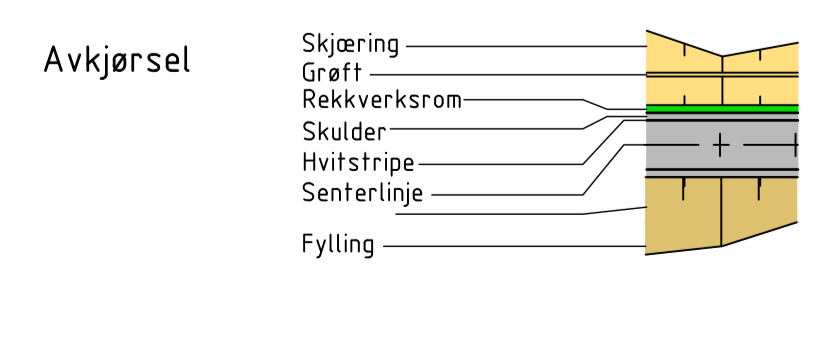 Avkjørsel
Skjæring
Grøft
Rekkverksrom
Skulder
Hvitstripe
Senterlinje
Fylling